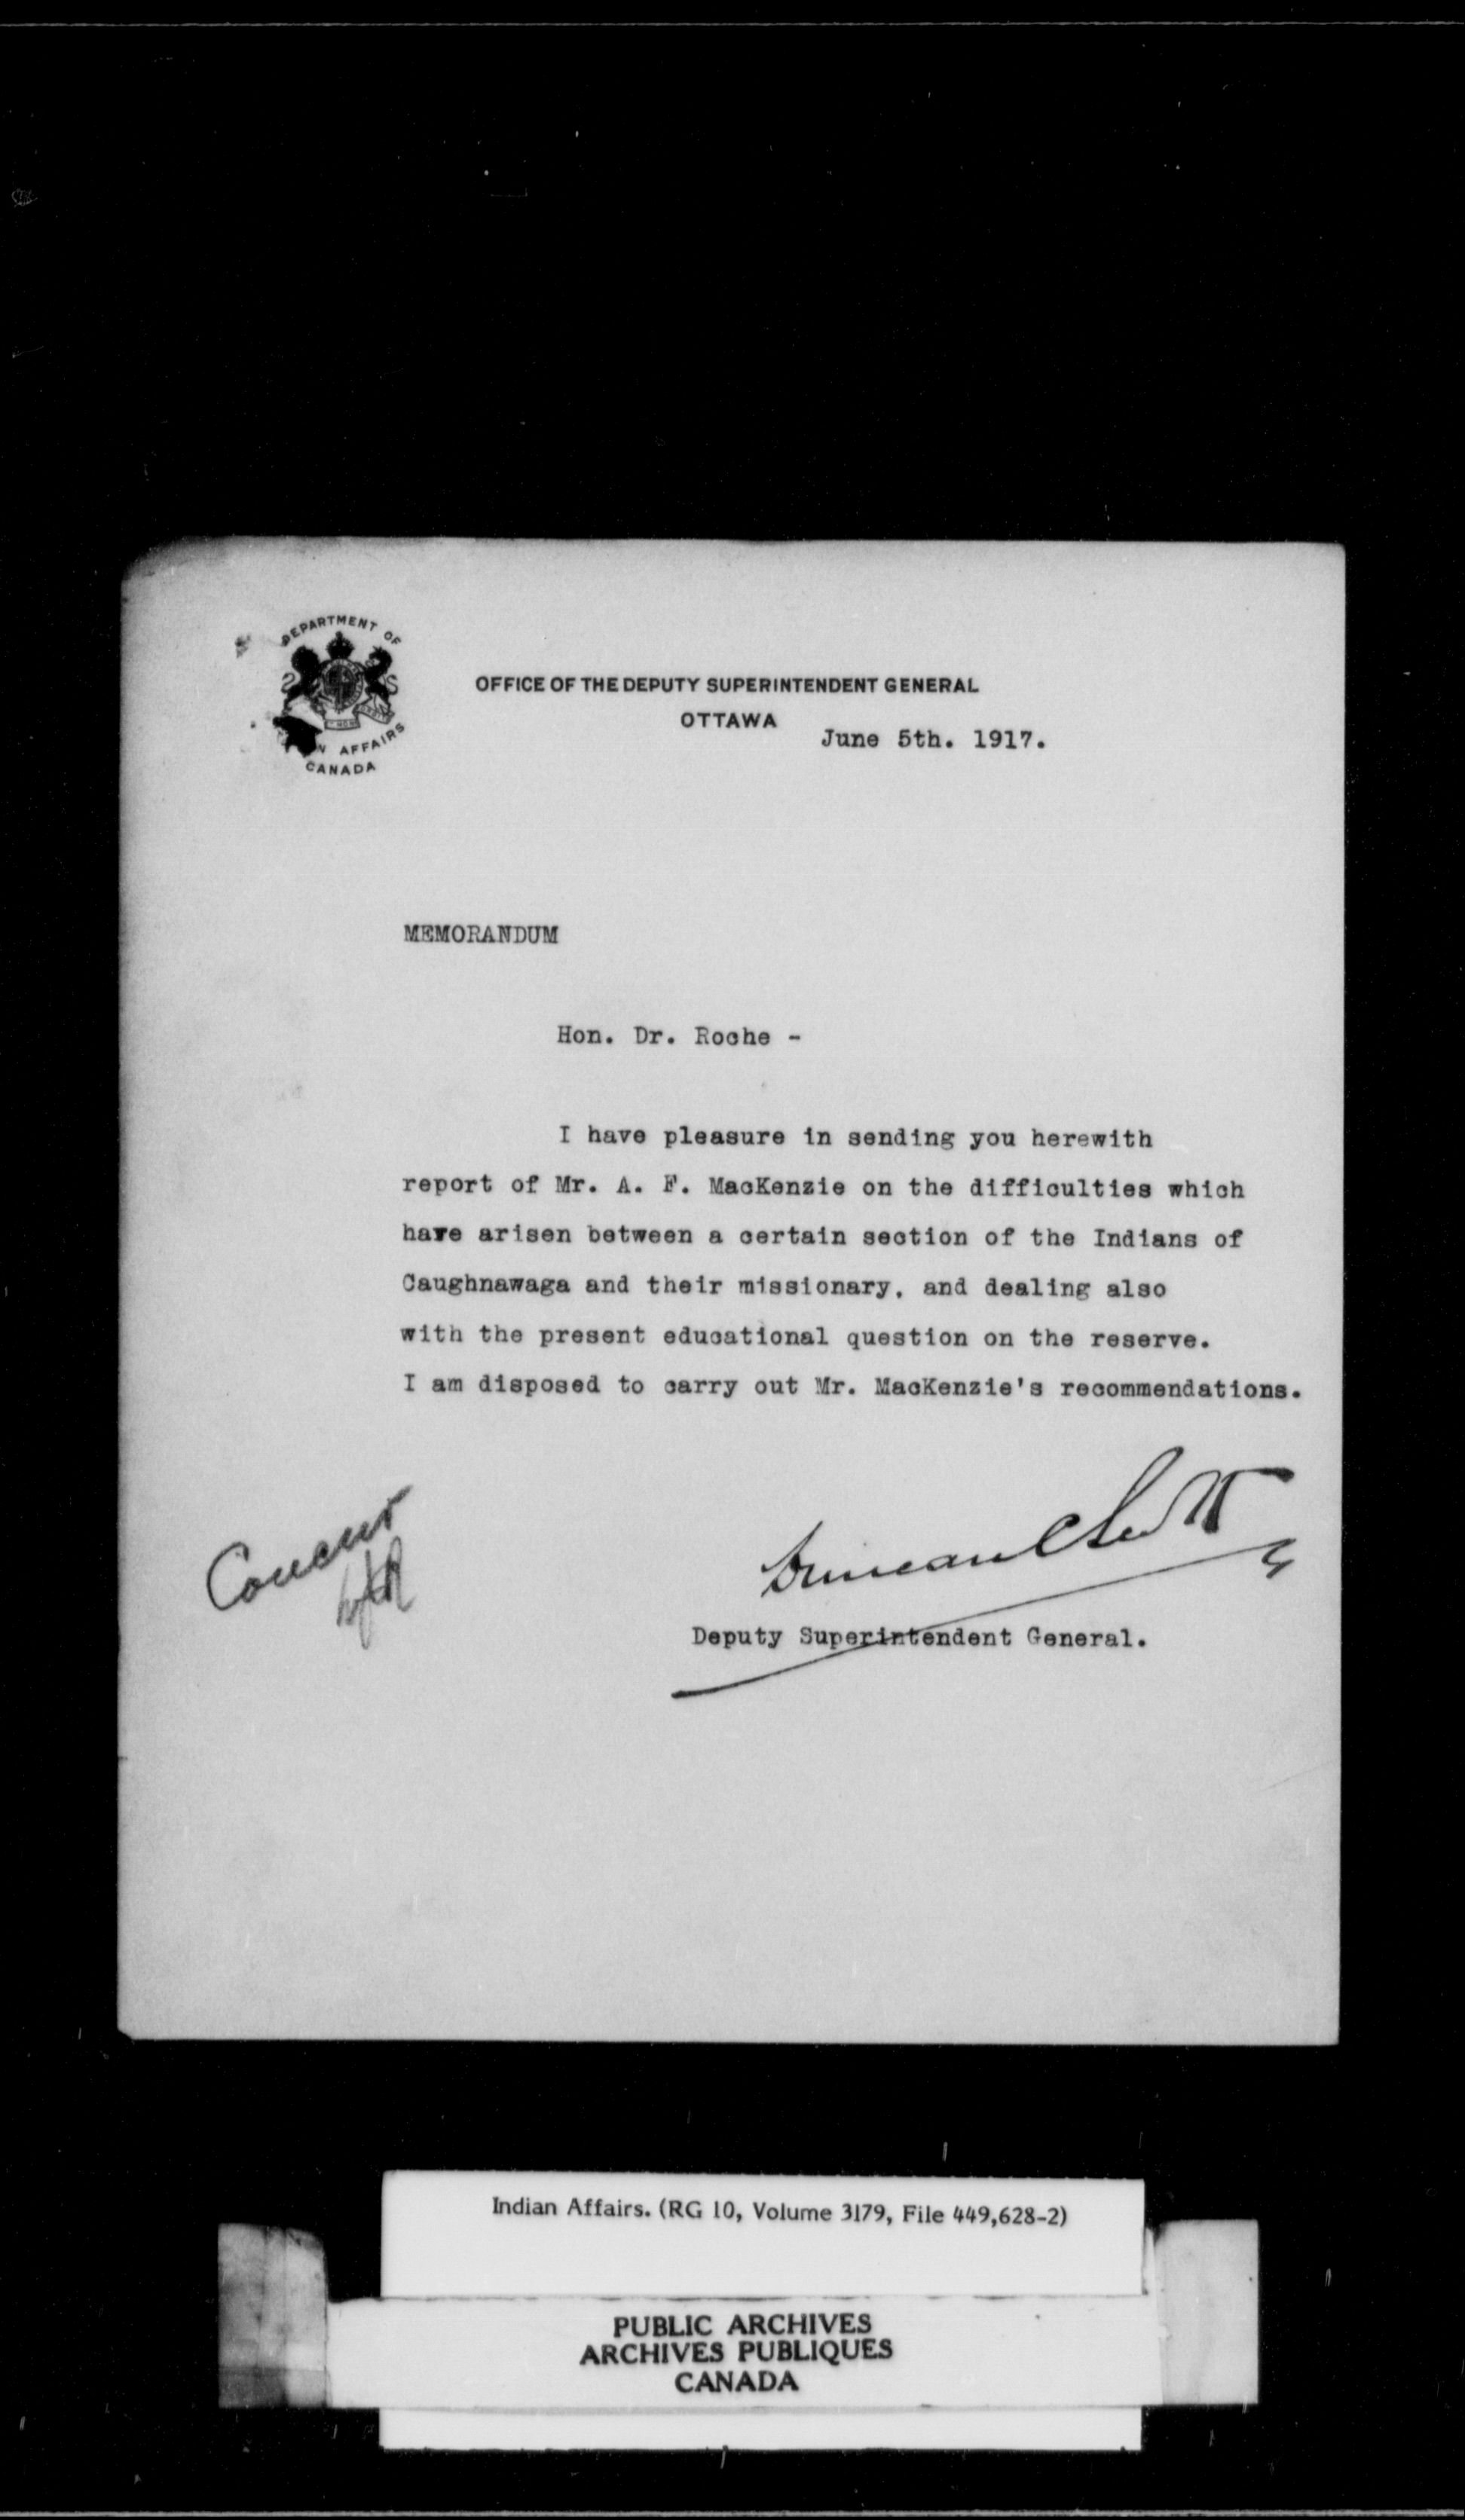 DEPARTMENT OF
AFFAIRS
CANADA
OFFICE OF THE DEPUTY SUPERINTENDENT GENERAL
OTTAWA
June 5th. 1917.
MEMORANDUM
Hon. Dr. Roche -
I have pleasure in sending you herewith
report of Mr. A. F. MacKenzie on the difficulties which
have arisen between a certain section of the Indians of
Caughnawaga and their missionary, and dealing also
with the present educational question on the reserve.
I am disposed to carry out Mr. MacKenzie's recommendations.
Concur
WJR
Duncan C Scott
Deputy Superintendent General.
Indian Affairs. (RG 10, Volume 3179, File 449,628-2)
PUBLIC ARCHIVES
ARCHIVES PUBLIQUES
CANADA